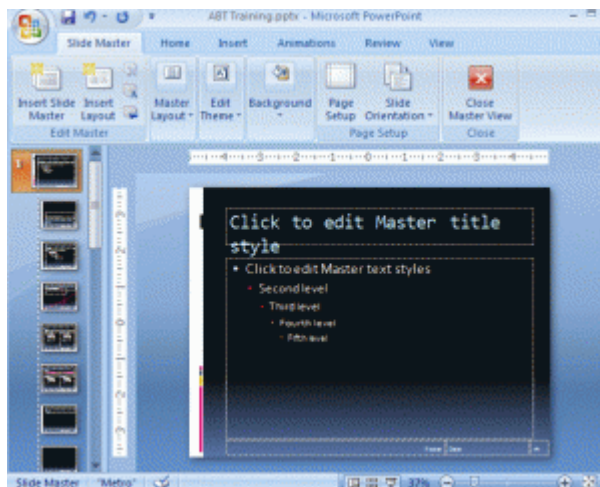 ABT Training.pptx - Microsoft PowerPoint
Slide Master Home Insert Animations Review View
Insert Slide Master
Insert Layout
Master Layout
Edit Theme
Background
Page Setup
Slide Orientation
Close Master View
Edit Master
Page Setup
Close
1
Click to edit Master title
style
• Click to edit Master text styles
• Second level
• Third level
• Fourth level
• Fifth level
Slide Master "Metro" 37%